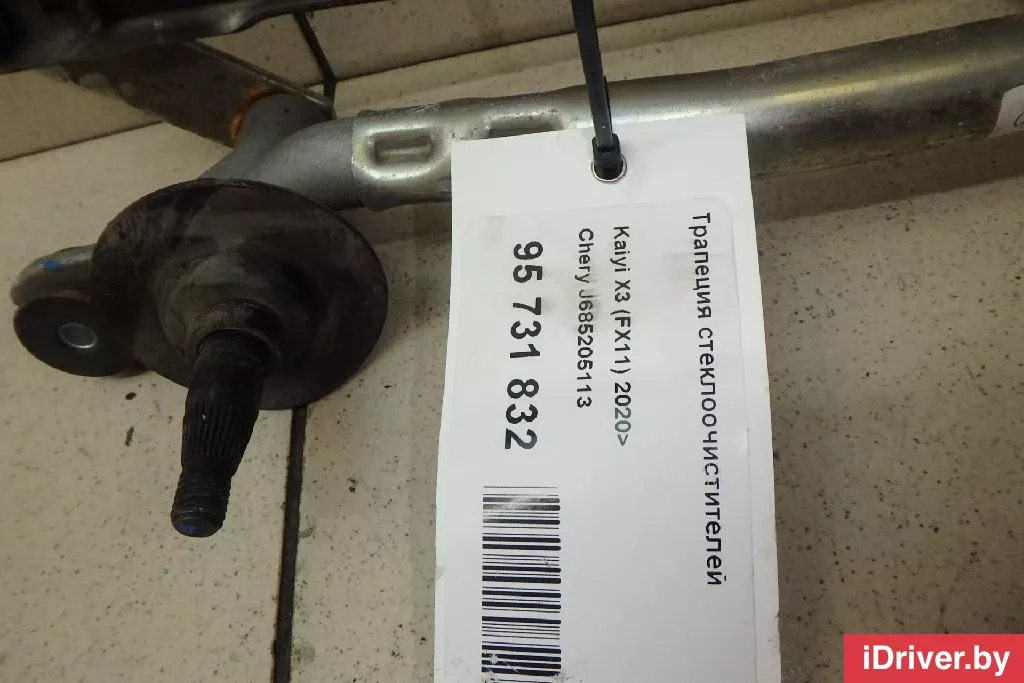 Трапеция стеклоочистителей
Kaiyi X3 (FX11) 2020>
Chery J685205113
95 731 832
iDriver.by